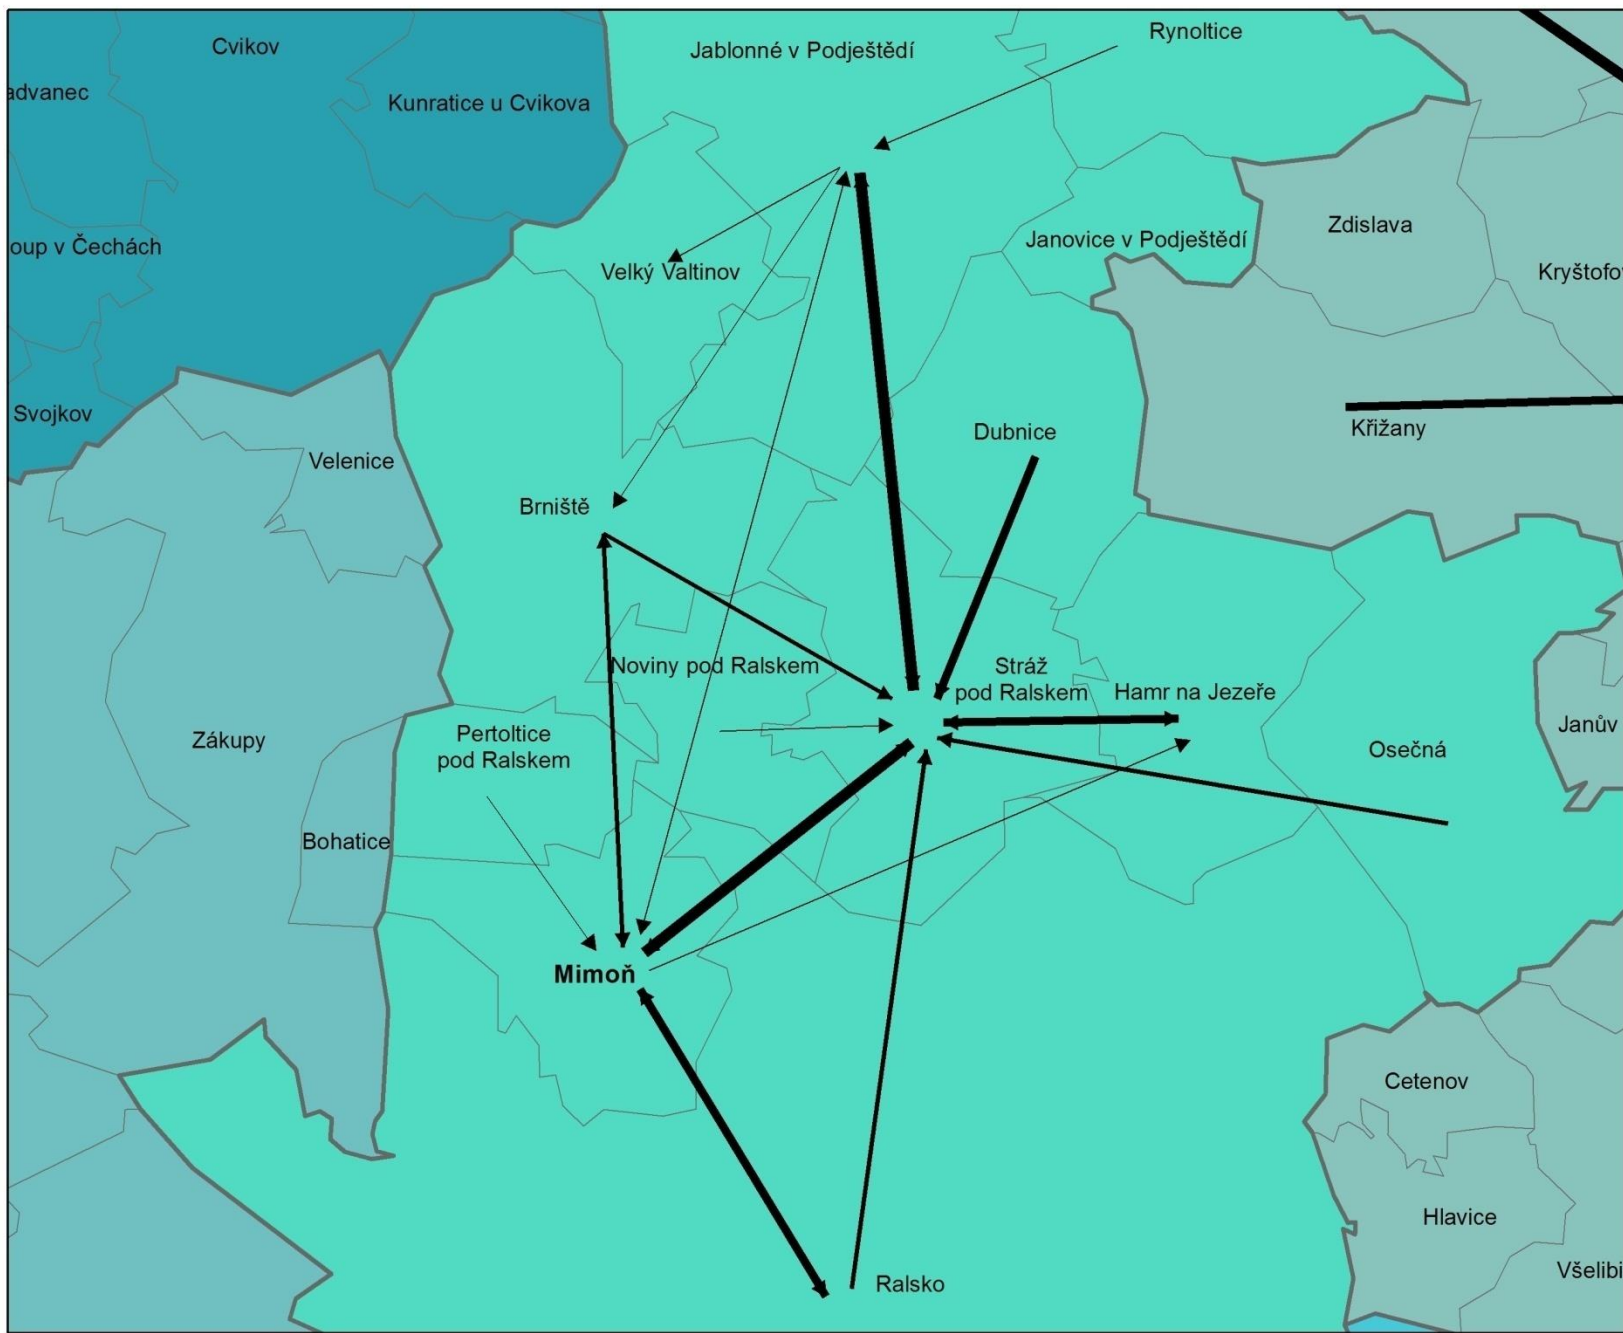 Cvikov
Jablonné v Podještědí
Rynoltice
advanec
Kunratice u Cvikova
Zdislava
oup v Čechách
Janovice v Podještědí
Velký Valtinov
Kryštofo
Svojkov
Dubnice
Křižany
Velenice
Brniště
Noviny pod Ralskem
Stráž
pod Ralskem
Hamr na Jezeře
Janův
Zákupy
Pertoltice
pod Ralskem
Osečná
Bohatice
Mimoň
Cetenov
Hlavice
Všelibi
Ralsko